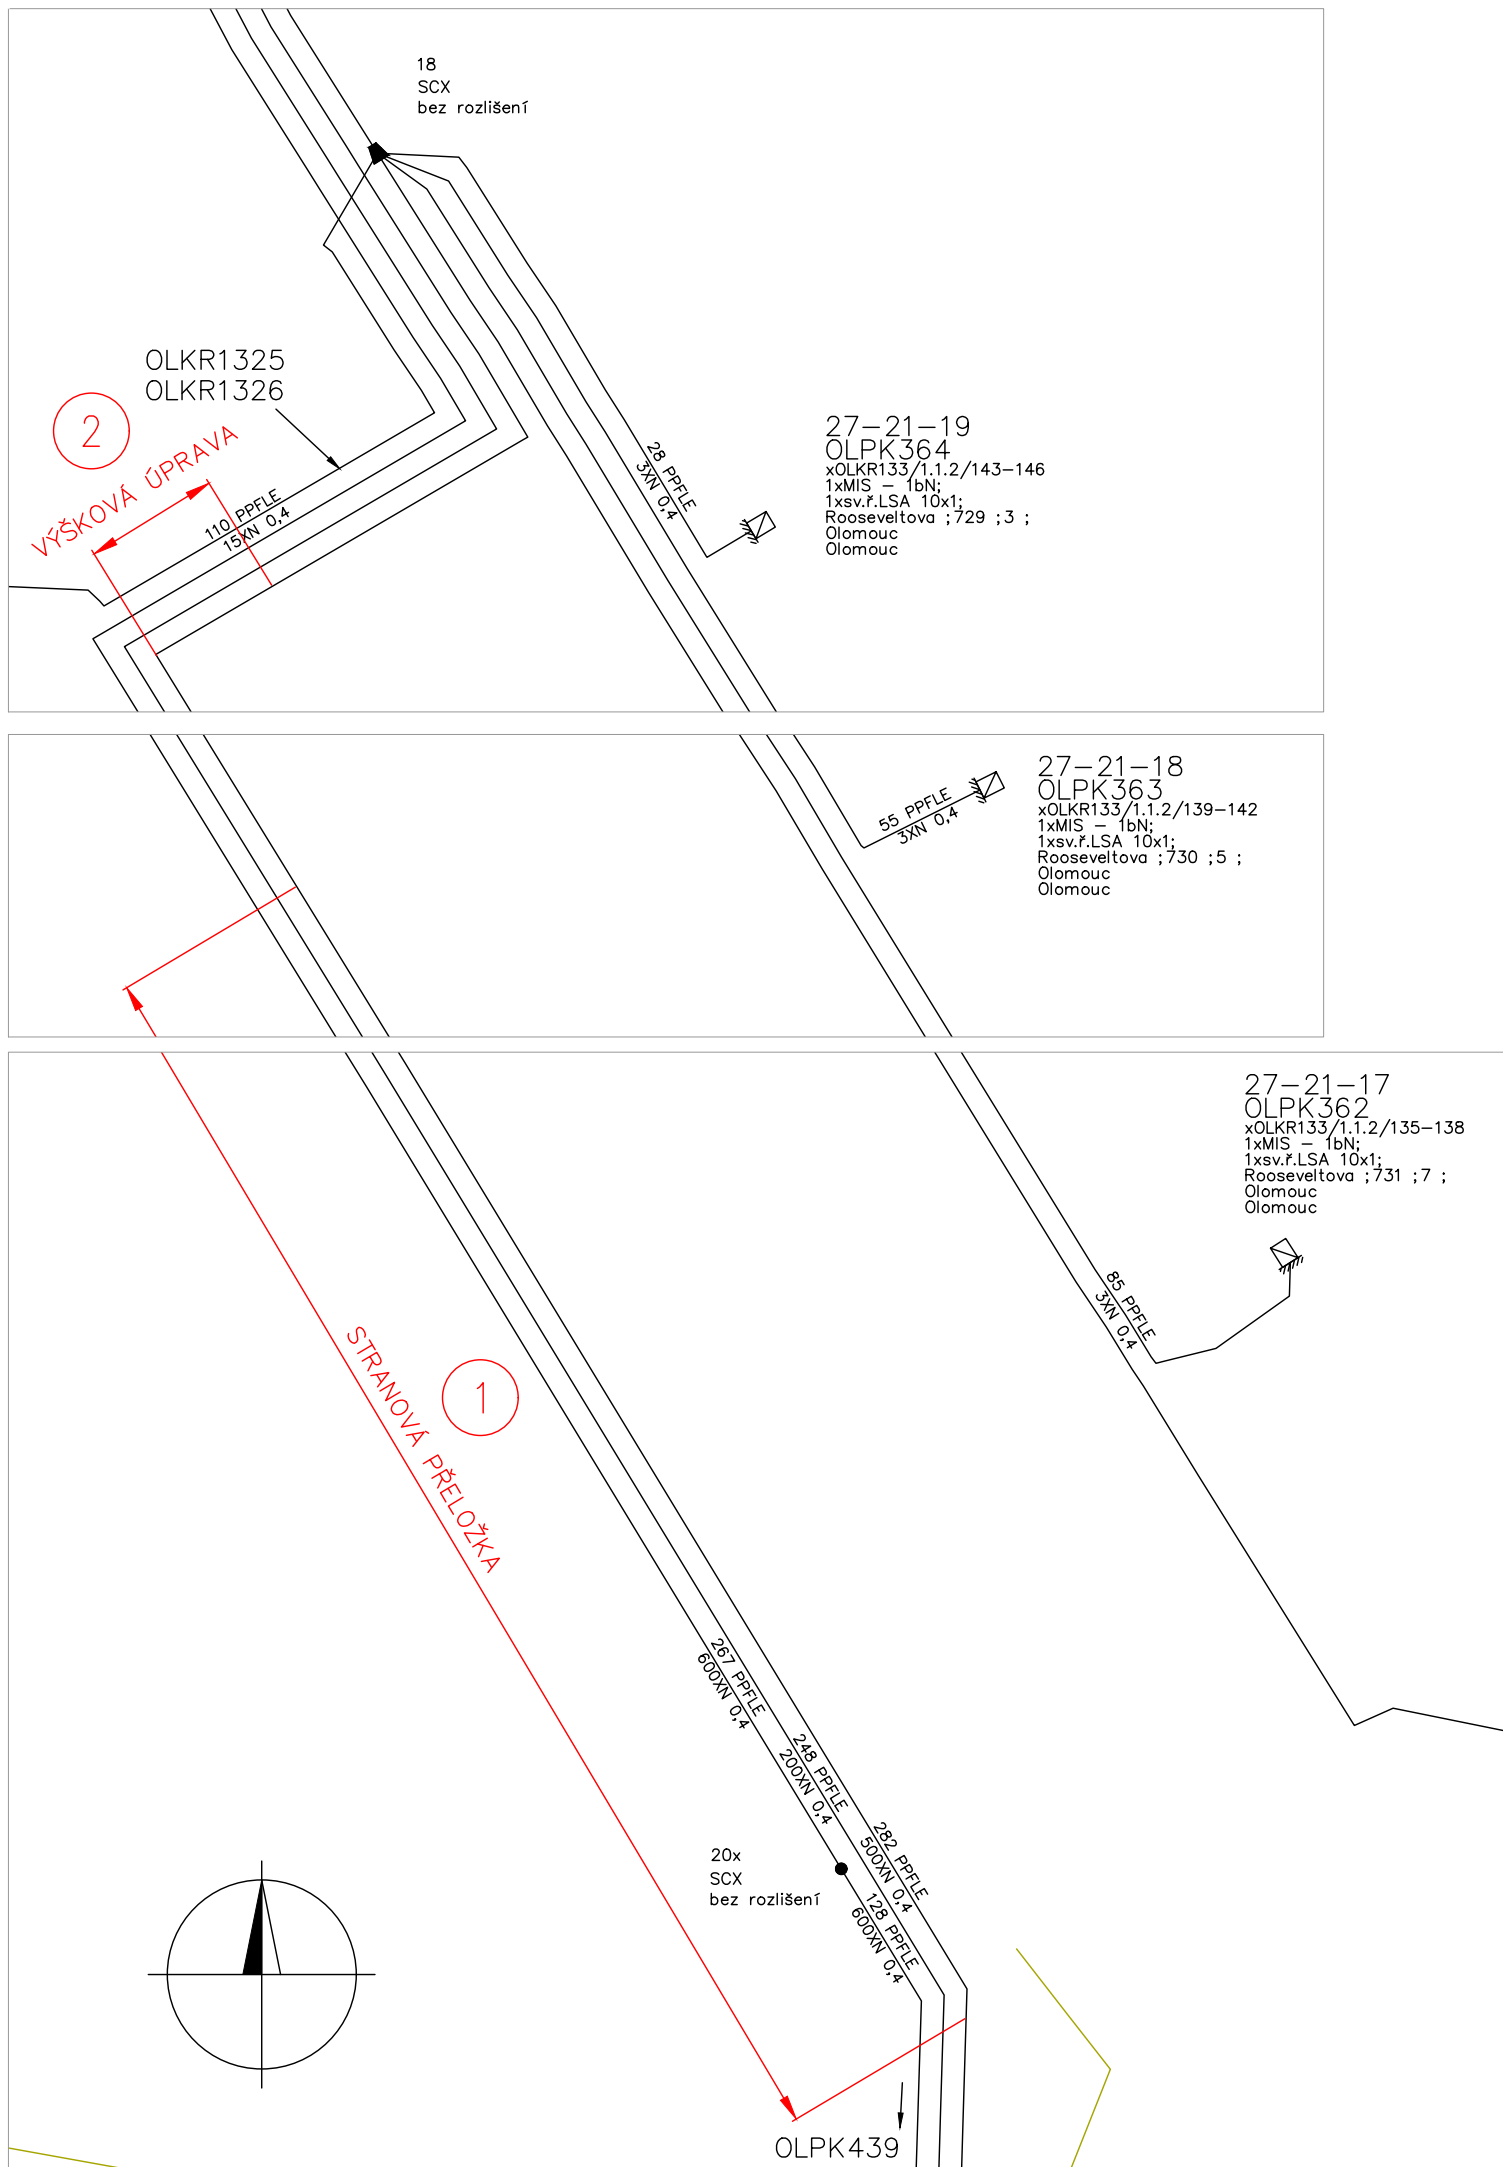 18
SCX
bez rozlišení
OLKR1325
OLKR1326
2
VÝŠKOVÁ ÚPRAVA
110 PPFLE
15XN 0,4
28 PPFLE
3XN 0,4
27-21-19
OLPK364
xOLKR133/1.1.2/143-146
1xMIS - 1bN;
1xsv.ř.LSA 10x1;
Rooseveltova ;729 ;3 ;
Olomouc
Olomouc
55 PPFLE
3XN 0,4
27-21-18
OLPK363
xOLKR133/1.1.2/139-142
1xMIS - 1bN;
1xsv.ř.LSA 10x1;
Rooseveltova ;730 ;5 ;
Olomouc
Olomouc
27-21-17
OLPK362
xOLKR133/1.1.2/135-138
1xMIS - 1bN;
1xsv.ř.LSA 10x1;
Rooseveltova ;731 ;7 ;
Olomouc
Olomouc
85 PPFLE
3XN 0,4
1
STRANOVÁ PŘELOŽKA
267 PPFLE
600XN 0,4
248 PPFLE
200XN 0,4
282 PPFLE
500XN 0,4
20x
SCX
bez rozlišení
128 PPFLE
600XN 0,4
OLPK439